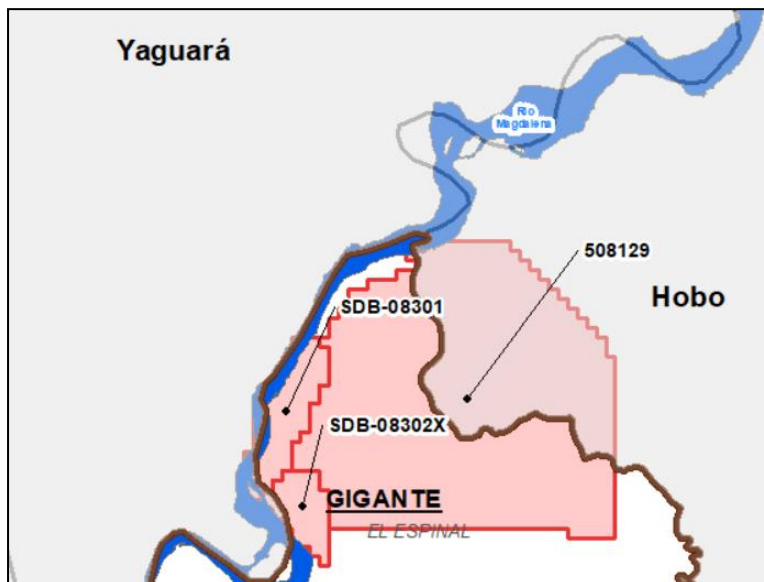 Yaguará
Río
Magdalena
508129
Hobo
SDB-08301
SDB-08302X
GIGANTE
EL ESPINAL